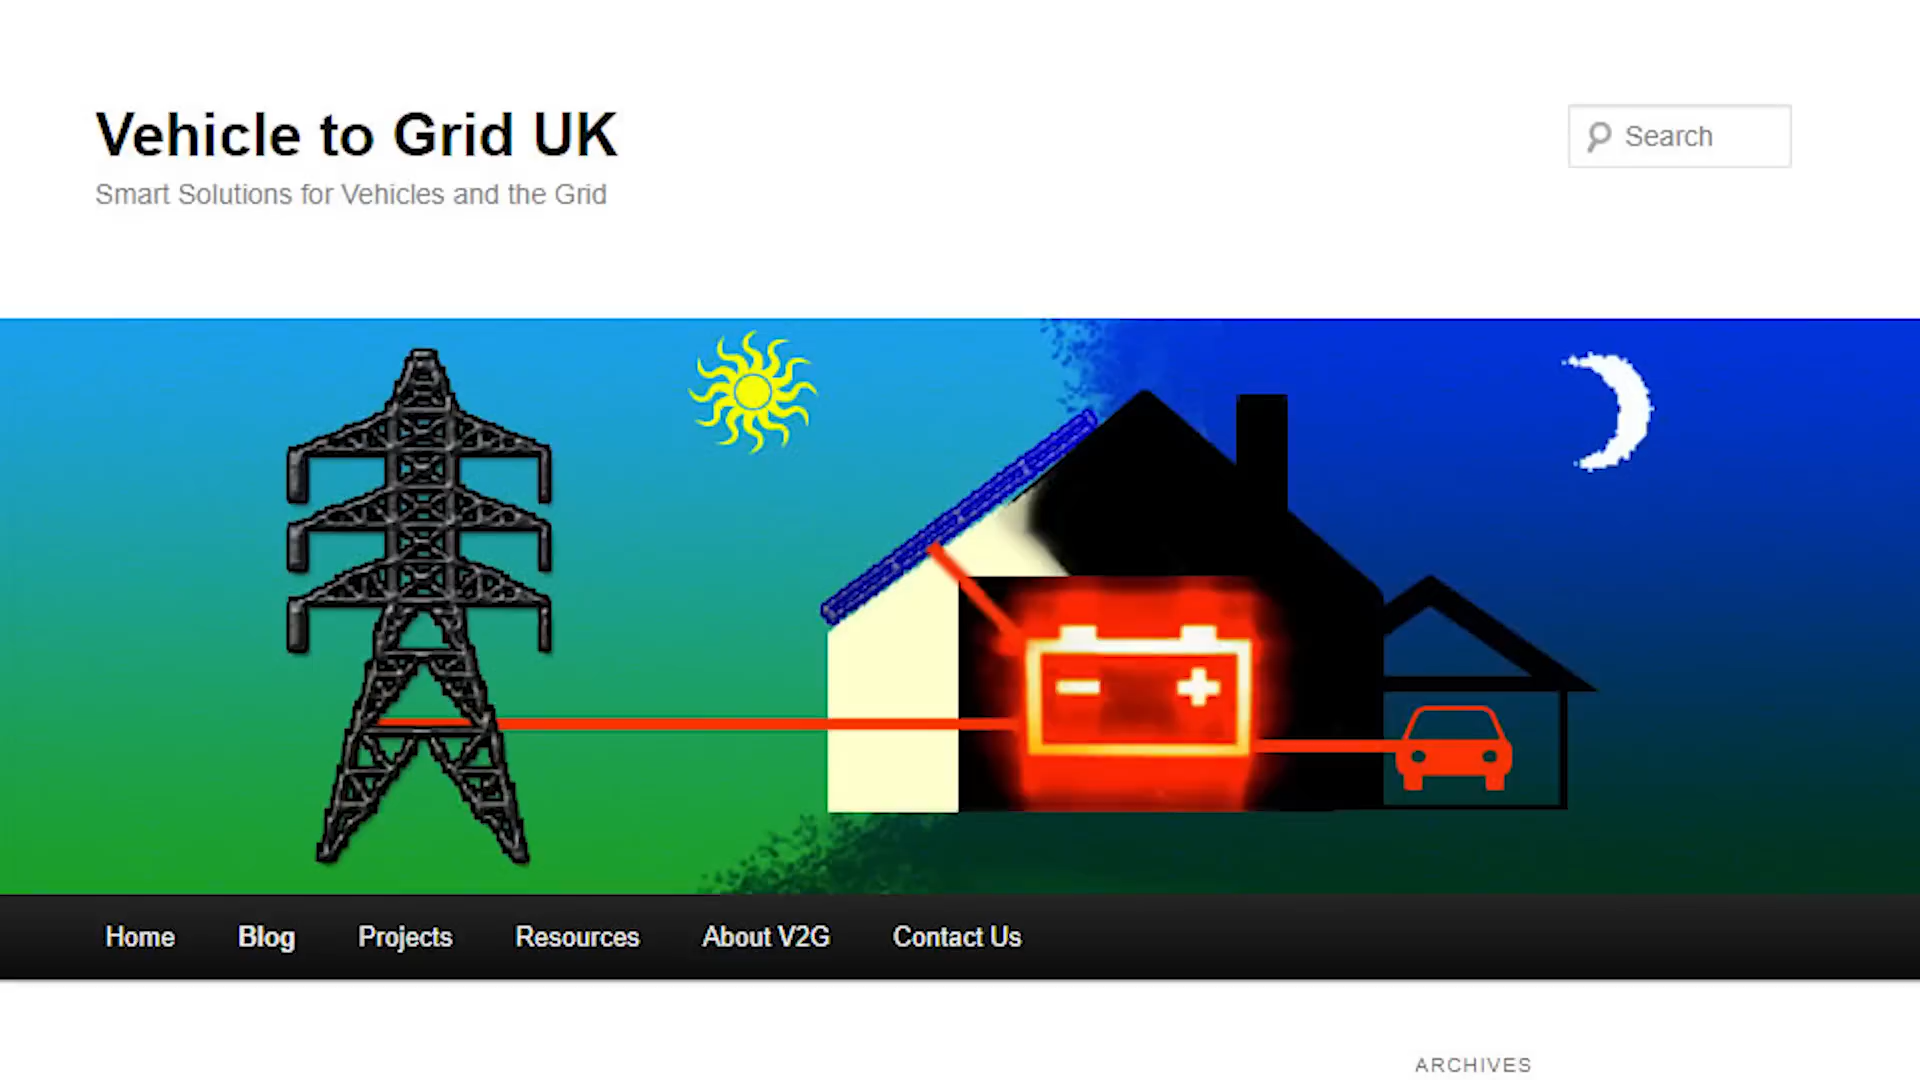 Vehicle to Grid UK
Smart Solutions for Vehicles and the Grid
Search
Home Blog Projects Resources About V2G Contact Us
ARCHIVES